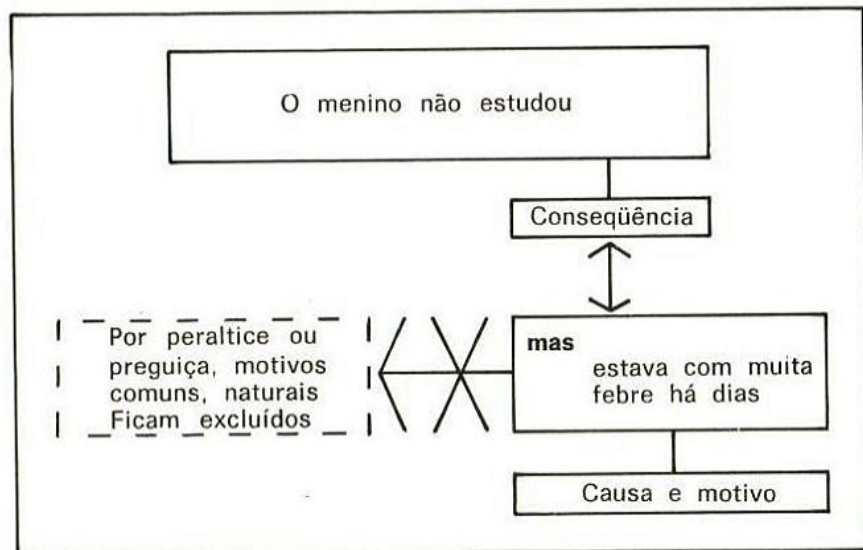 O menino não estudou
Conseqüência
Por peraltice ou
preguiça, motivos
comuns, naturais
Ficam excluídos
mas
estava com muita
febre há dias
Causa e motivo